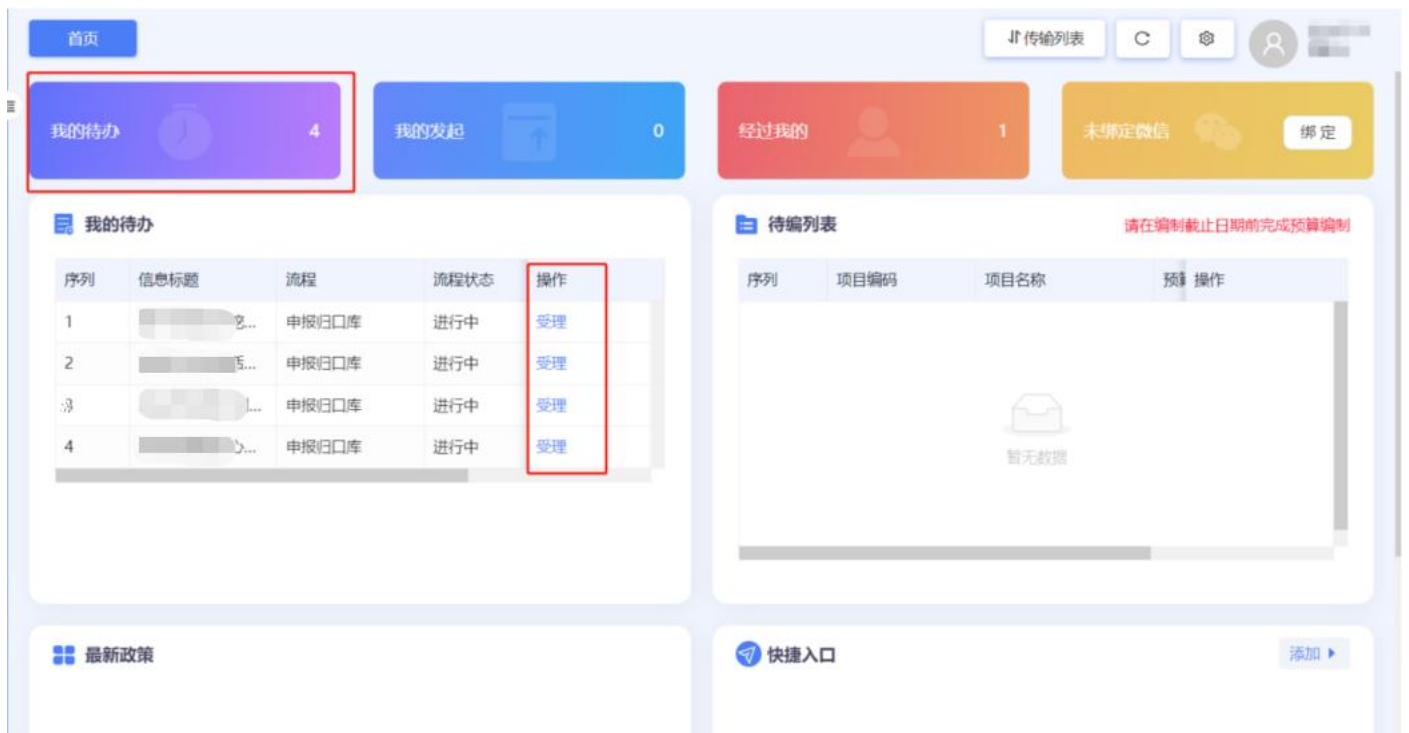 首页
传输列表
我的待办 4
我的发起 0
经过我的 1
未绑定微信 绑定
我的待办
待编列表 请在编制截止日期前完成预算编制
序列 信息标题 流程 流程状态 操作
序列 项目编码 项目名称 预算 操作
1 ... 申报归口库 进行中 受理
2 ... 申报归口库 进行中 受理
3 ... 申报归口库 进行中 受理
4 心... 申报归口库 进行中 受理
暂无数据
最新政策
快捷入口 添加